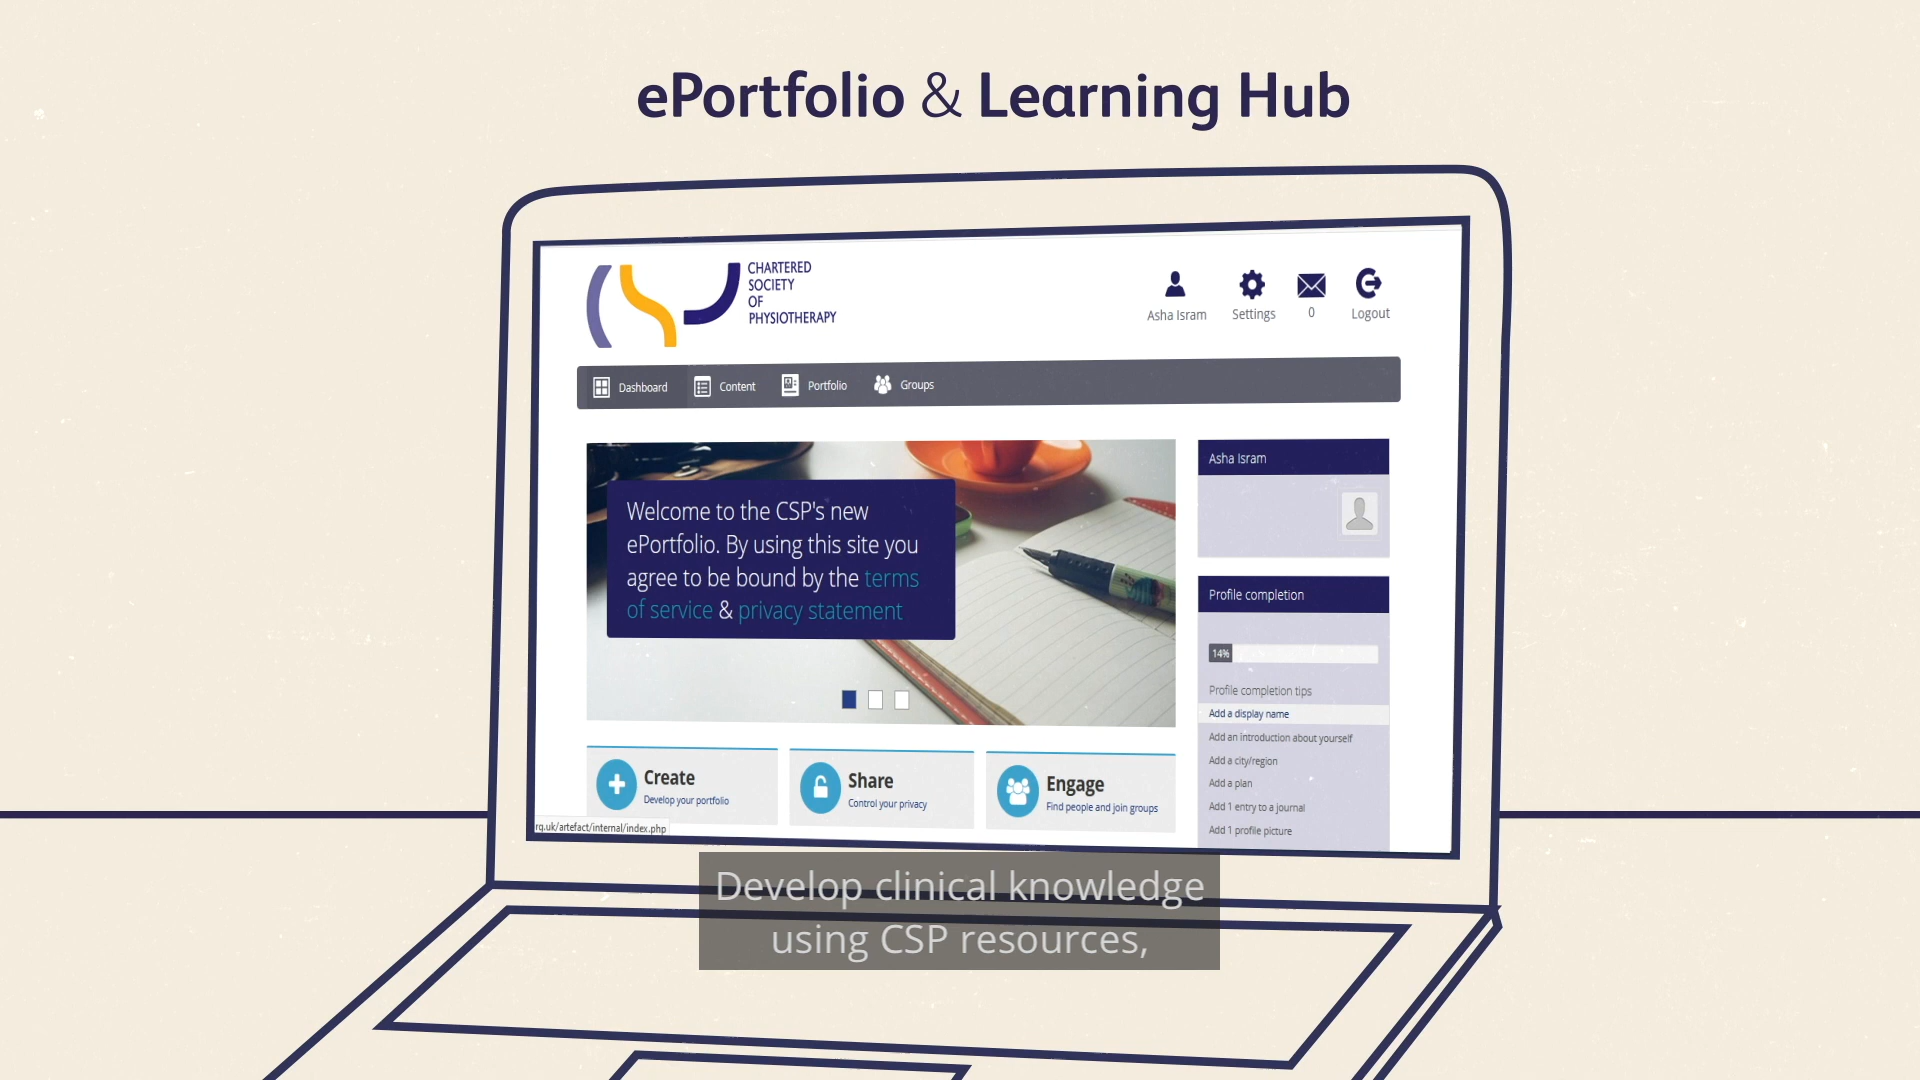 ePortfolio & Learning Hub
CHARTERED
SOCIETY
OF
PHYSIOTHERAPY
Asha Isram
Settings
0
Logout
Dashboard
Content
Portfolio
Groups
Welcome to the CSP's new
ePortfolio. By using this site you
agree to be bound by the terms
of service & privacy statement
Asha Isram
Profile completion
14%
Profile completion tips
Add a display name
Add an introduction about yourself
Add a city/region
Add a plan
Add 1 entry to a journal
Add 1 profile picture
Create
Develop your portfolio
Share
Control your privacy
Engage
Find people and join groups
rg.uk/artefact/internal/index.php
Develop clinical knowledge
using CSP resources,